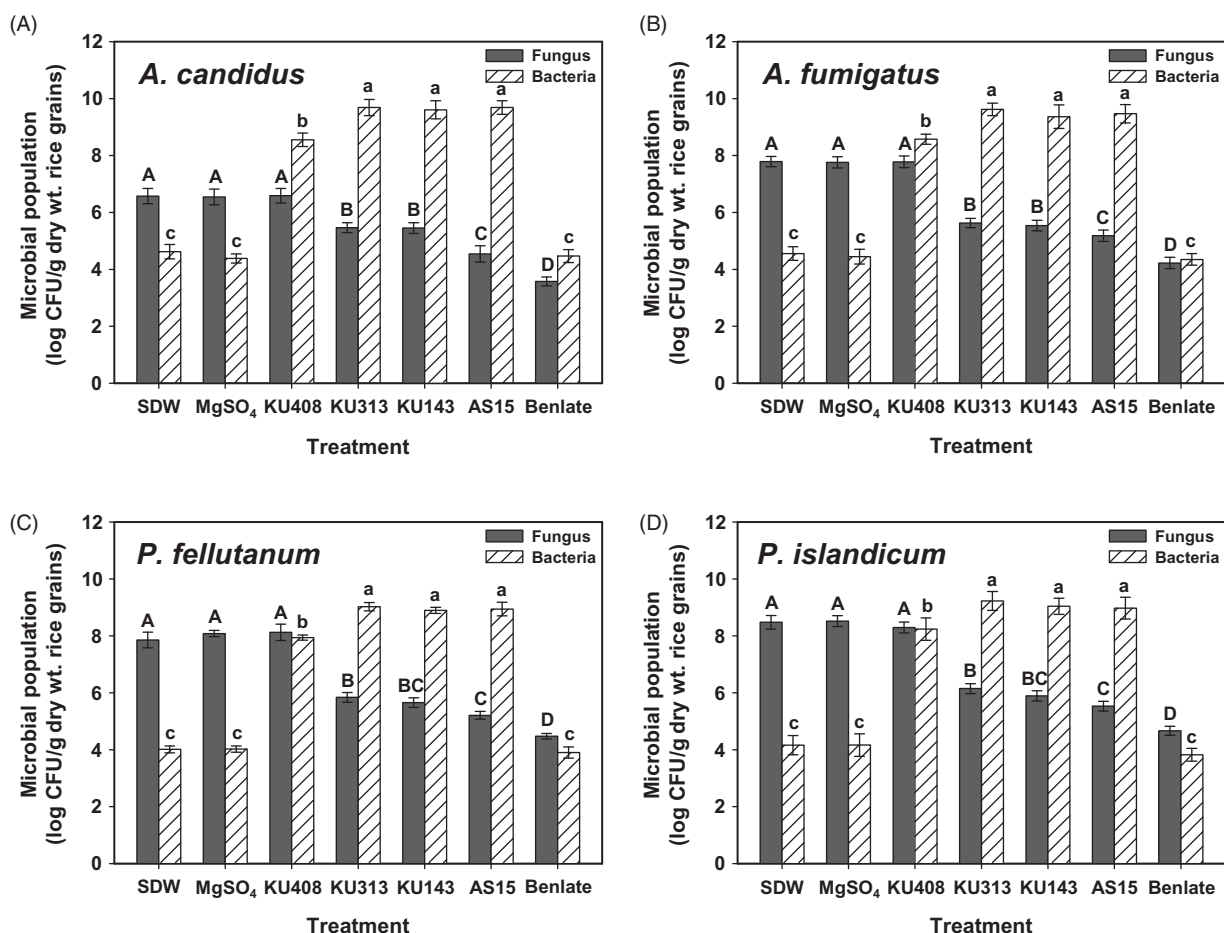 (A)
Microbial population
(log CFU/g dry wt. rice grains)
12
10
8
6
4
2
0
A. candidus
Fungus
Bacteria
A
c
A
c
A
b
B
a
B
a
C
a
D
c
SDW MgSO₄ KU408 KU313 KU143 AS15 Benlate
Treatment
(B)
Microbial population
(log CFU/g dry wt. rice grains)
12
10
8
6
4
2
0
A. fumigatus
Fungus
Bacteria
A
c
A
c
A
b
B
a
B
a
C
a
D
c
SDW MgSO₄ KU408 KU313 KU143 AS15 Benlate
Treatment
(C)
Microbial population
(log CFU/g dry wt. rice grains)
12
10
8
6
4
2
0
P. fellutanum
Fungus
Bacteria
A
c
A
c
A
b
B
a
BC
a
C
a
D
c
SDW MgSO₄ KU408 KU313 KU143 AS15 Benlate
Treatment
(D)
Microbial population
(log CFU/g dry wt. rice grains)
12
10
8
6
4
2
0
P. islandicum
Fungus
Bacteria
A
c
A
c
A
b
B
a
BC
a
C
a
D
c
SDW MgSO₄ KU408 KU313 KU143 AS15 Benlate
Treatment